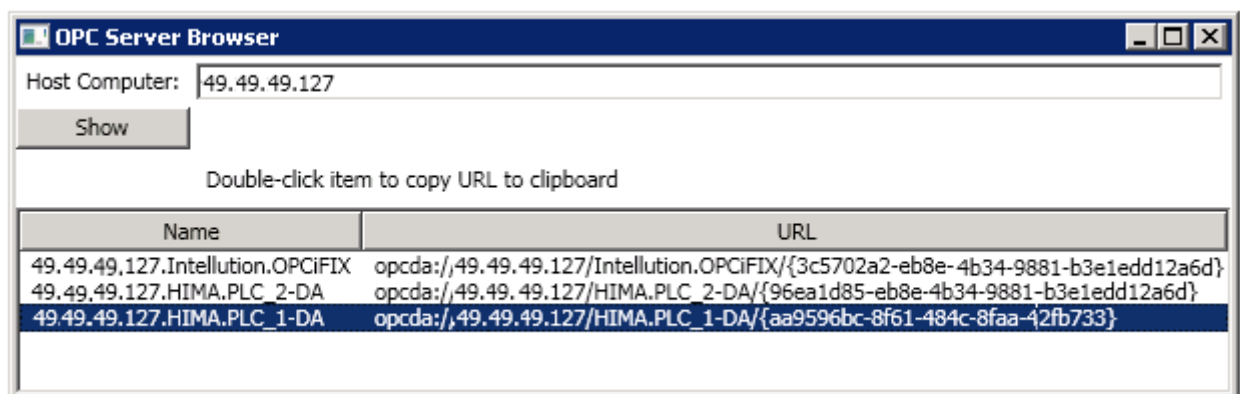 OPC Server Browser
Host Computer: 49.49.49.127
Show
Double-click item to copy URL to clipboard
Name URL
49.49.49.127.Intellution.OPCiFIX opcda:/,49.49.49.127/Intellution.OPCiFIX/{3c5702a2-eb8e-4b34-9881-b3e1edd12a6d}
49.49.49.127.HIMA.PLC_2-DA opcda:/,49.49.49.127/HIMA.PLC_2-DA/{96ea1d85-eb8e-4b34-9881-b3e1edd12a6d}
49.49.49.127.HIMA.PLC_1-DA opcda:/,49.49.49.127/HIMA.PLC_1-DA/{aa9596bc-8f61-484c-8faa-42fb733}